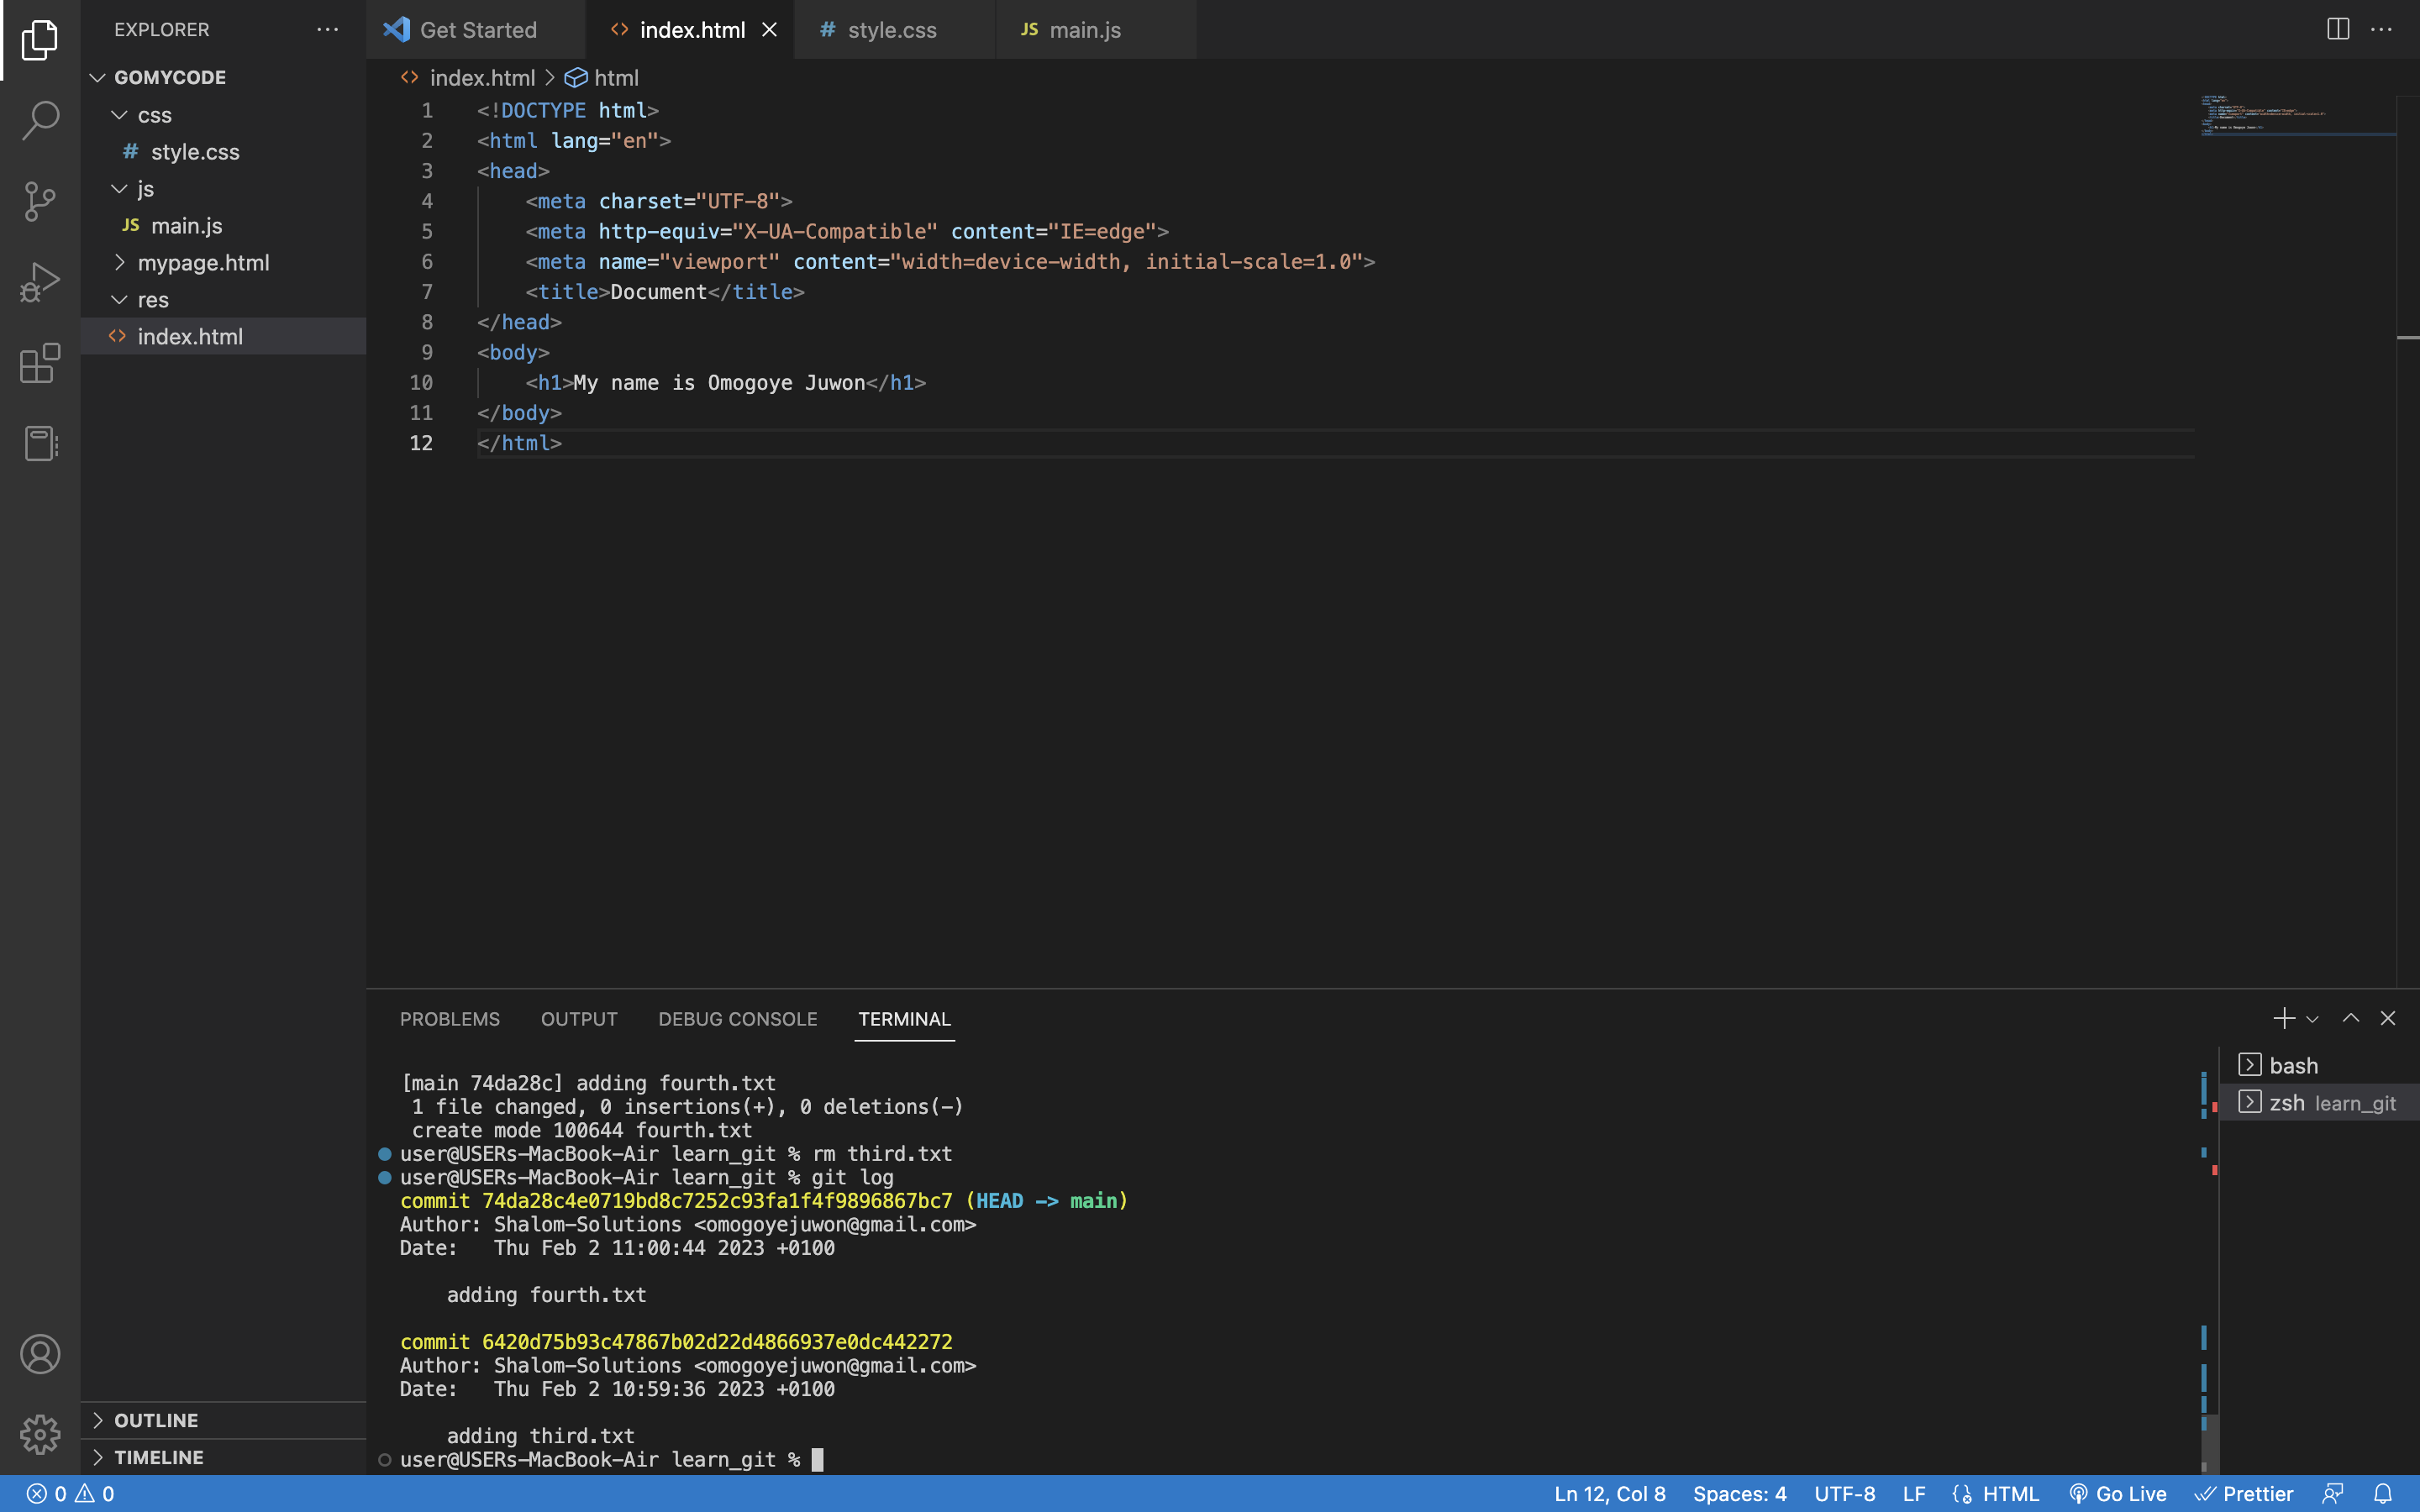 EXPLORER
GOMYCODE
css
# style.css
js
JS main.js
mypage.html
res
<> index.html
OUTLINE
TIMELINE
Get Started
<> index.html
# style.css
JS main.js
<> index.html > html
1 <!DOCTYPE html>
2 <html lang="en">
3 <head>
4     <meta charset="UTF-8">
5     <meta http-equiv="X-UA-Compatible" content="IE=edge">
6     <meta name="viewport" content="width=device-width, initial-scale=1.0">
7     <title>Document</title>
8 </head>
9 <body>
10     <h1>My name is Omogoye Juwon</h1>
11 </body>
12 </html>
PROBLEMS OUTPUT DEBUG CONSOLE TERMINAL
[main 74da28c] adding fourth.txt
 1 file changed, 0 insertions(+), 0 deletions(-)
 create mode 100644 fourth.txt
user@USERs-MacBook-Air learn_git % rm third.txt
user@USERs-MacBook-Air learn_git % git log
commit 74da28c4e0719bd8c7252c93fa1f4f9896867bc7 (HEAD -> main)
Author: Shalom-Solutions <omogoyejuwon@gmail.com>
Date:   Thu Feb 2 11:00:44 2023 +0100
    adding fourth.txt
commit 6420d75b93c47867b02d22d4866937e0dc442272
Author: Shalom-Solutions <omogoyejuwon@gmail.com>
Date:   Thu Feb 2 10:59:36 2023 +0100
    adding third.txt
user@USERs-MacBook-Air learn_git %
bash
zsh learn_git
0 0
Ln 12, Col 8 Spaces: 4 UTF-8 LF HTML Go Live Prettier